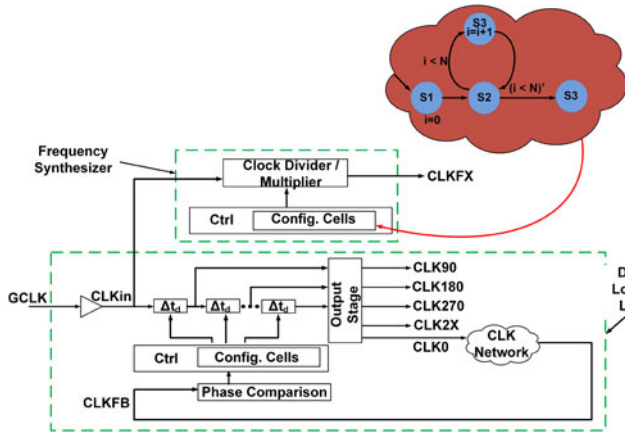 S3
i=i+1
i < N
(i < N)'
S1
S2
S3
i=0
Frequency
Synthesizer
Clock Divider /
Multiplier
CLKFX
Ctrl
Config. Cells
GCLK
CLKin
Δtd
Δtd
Δtd
Output
Stage
CLK90
CLK180
CLK270
CLK2X
CLK0
CLK
Network
Ctrl
Config. Cells
CLKFB
Phase Comparison
D
Lo
L